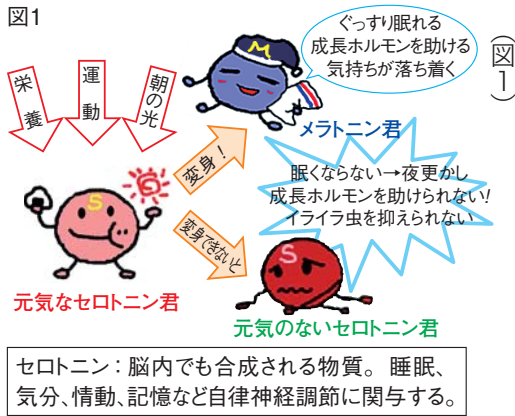 図1
(図1)
栄養
運動
朝の光
M
ぐっすり眠れる
成長ホルモンを助ける
気持ちが落ち着く
メラトニン君
変身!
S
元気なセロトニン君
変身できないと
眠くならない→夜更かし
成長ホルモンを助けられない!
イライラ虫を抑えられない
S
元気のないセロトニン君
セロトニン:脳内でも合成される物質。睡眠、
気分、情動、記憶など自律神経調節に関与する。